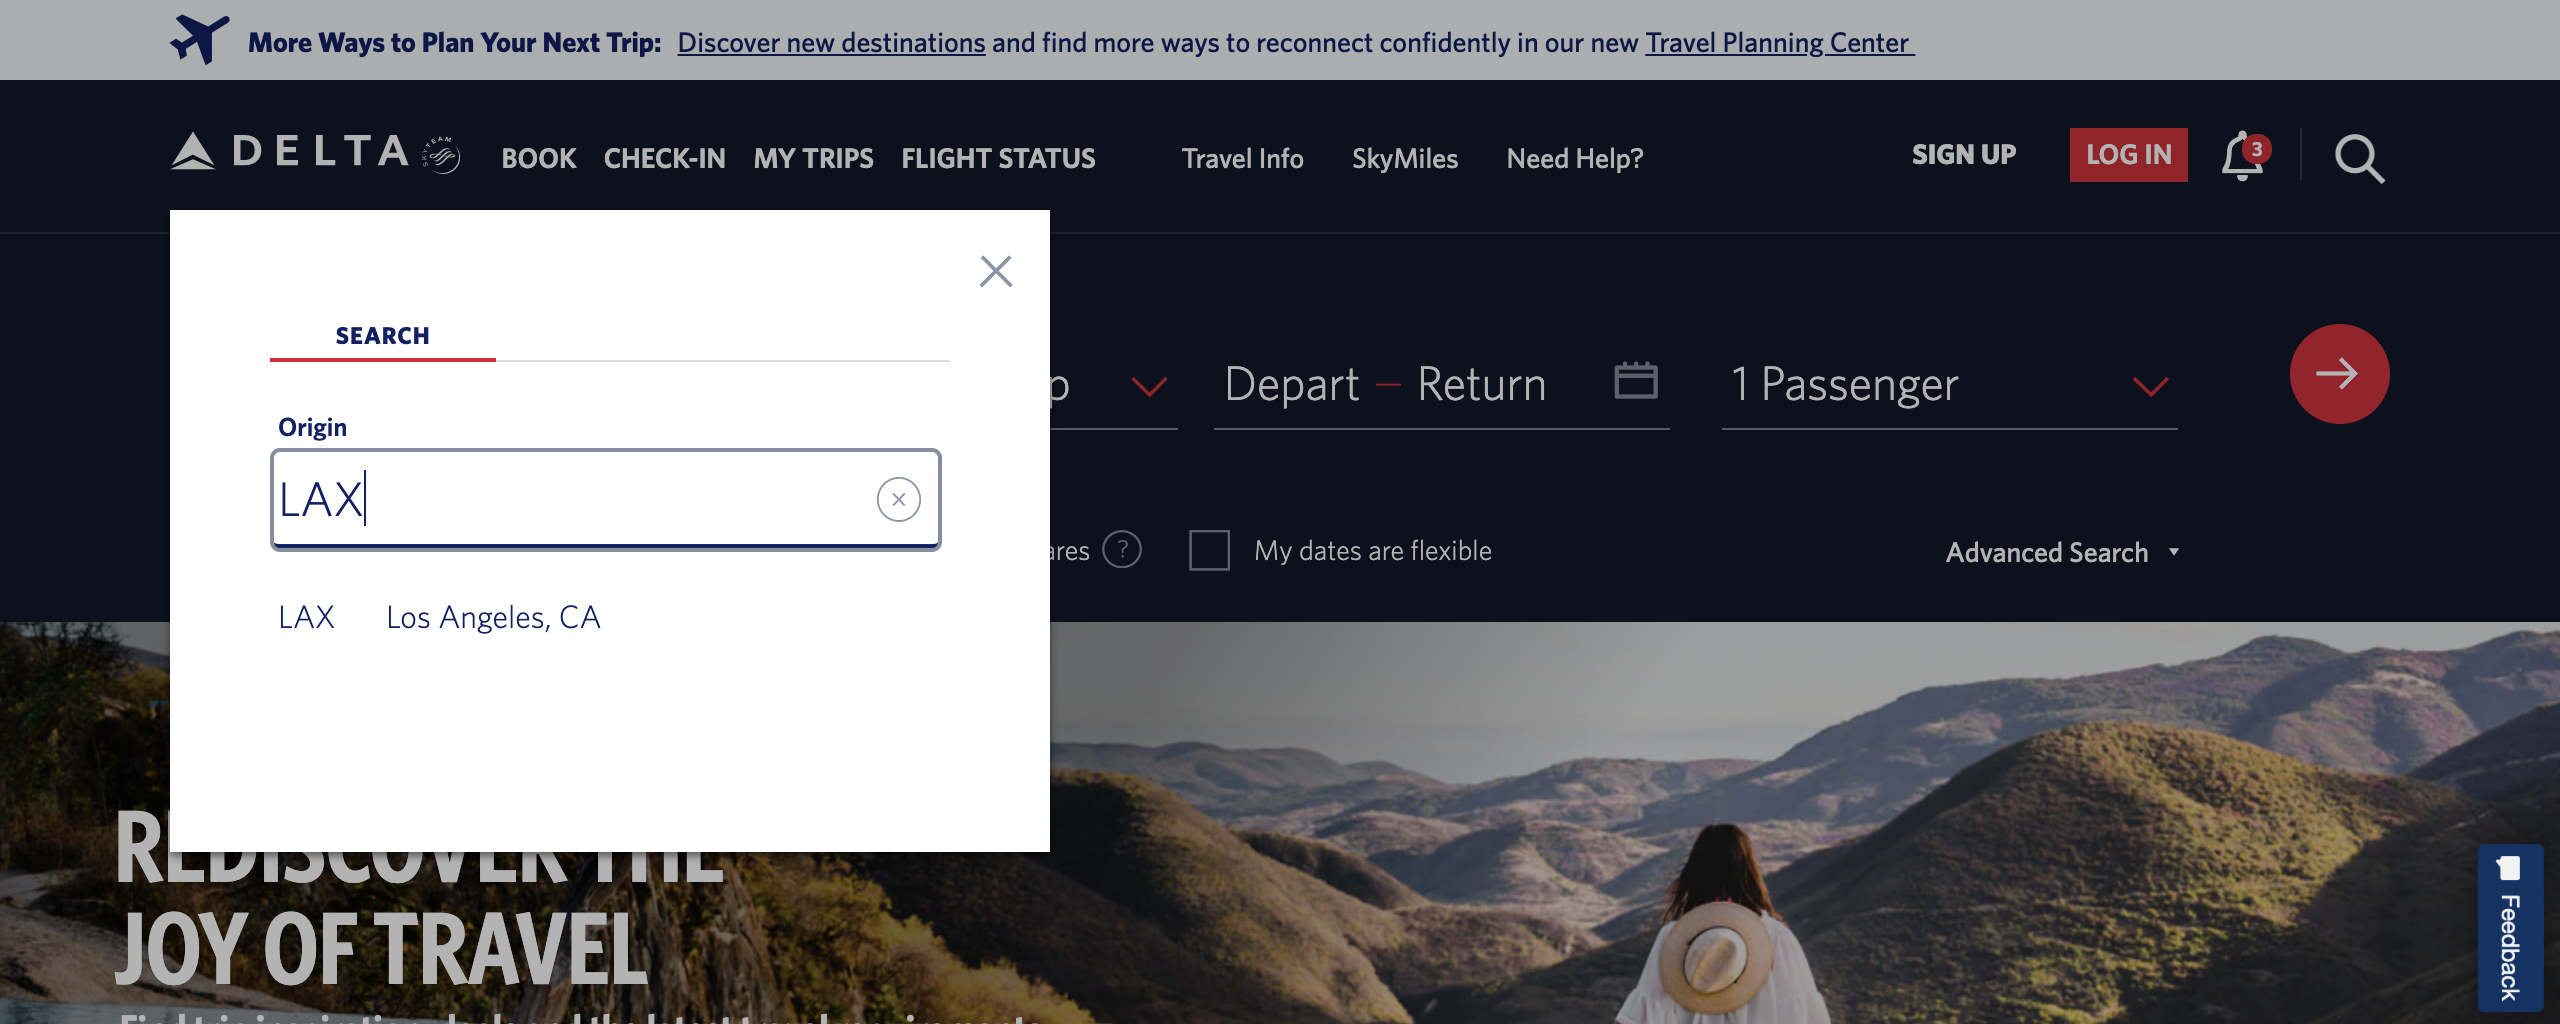 More Ways to Plan Your Next Trip: Discover new destinations and find more ways to reconnect confidently in our new Travel Planning Center
DELTA SKYTEAM BOOK CHECK-IN MY TRIPS FLIGHT STATUS Travel Info SkyMiles Need Help? SIGN UP LOG IN 3
SEARCH
Depart — Return 1 Passenger
Origin
LAX
My dates are flexible Advanced Search
LAX Los Angeles, CA
REDISCOVER THE
JOY OF TRAVEL
Feedback